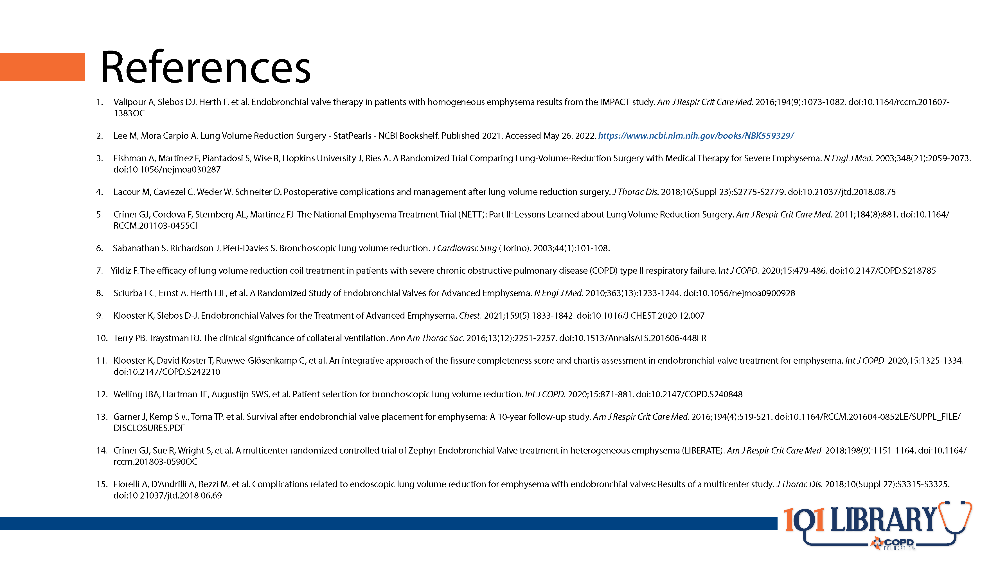 References
1. Valipour A, Slebos DJ, Herth F, et al. Endobronchial valve therapy in patients with homogeneous emphysema results from the IMPACT study. Am J Respir Crit Care Med. 2016;194(9):1073-1082. doi:10.1164/rccm.201607-
1383OC
2. Lee M, Mora Carpio A. Lung Volume Reduction Surgery - StatPearls - NCBI Bookshelf. Published 2021. Accessed May 26, 2022. https://www.ncbi.nlm.nih.gov/books/NBK559329/
3. Fishman A, Martinez F, Piantadosi S, Wise R, Hopkins University J, Ries A. A Randomized Trial Comparing Lung-Volume-Reduction Surgery with Medical Therapy for Severe Emphysema. N Engl J Med. 2003;348(21):2059-2073.
doi:10.1056/nejmoa030287
4. Lacour M, Caviezel C, Weder W, Schneiter D. Postoperative complications and management after lung volume reduction surgery. J Thorac Dis. 2018;10(Suppl 23):S2775-S2779. doi:10.21037/jtd.2018.08.75
5. Criner GJ, Cordova F, Sternberg AL, Martinez FJ. The National Emphysema Treatment Trial (NETT): Part II: Lessons Learned about Lung Volume Reduction Surgery. Am J Respir Crit Care Med. 2011;184(8):881. doi:10.1164/
RCCM.201103-0455CI
6. Sabanathan S, Richardson J, Pieri-Davies S. Bronchoscopic lung volume reduction. J Cardiovasc Surg (Torino). 2003;44(1):101-108.
7. Yildiz F. The efficacy of lung volume reduction coil treatment in patients with severe chronic obstructive pulmonary disease (COPD) type II respiratory failure. Int J COPD. 2020;15:479-486. doi:10.2147/COPD.S218785
8. Sciurba FC, Ernst A, Herth FJF, et al. A Randomized Study of Endobronchial Valves for Advanced Emphysema. N Engl J Med. 2010;363(13):1233-1244. doi:10.1056/nejmoa0900928
9. Klooster K, Slebos D-J. Endobronchial Valves for the Treatment of Advanced Emphysema. Chest. 2021;159(5):1833-1842. doi:10.1016/J.CHEST.2020.12.007
10. Terry PB, Traystman RJ. The clinical significance of collateral ventilation. Ann Am Thorac Soc. 2016;13(12):2251-2257. doi:10.1513/AnnalsATS.201606-448FR
11. Klooster K, David Koster T, Ruwwe-Glösenkamp C, et al. An integrative approach of the fissure completeness score and chartis assessment in endobronchial valve treatment for emphysema. Int J COPD. 2020;15:1325-1334.
doi:10.2147/COPD.S242210
12. Welling JBA, Hartman JE, Augustijn SWS, et al. Patient selection for bronchoscopic lung volume reduction. Int J COPD. 2020;15:871-881. doi:10.2147/COPD.S240848
13. Garner J, Kemp S v., Toma TP, et al. Survival after endobronchial valve placement for emphysema: A 10-year follow-up study. Am J Respir Crit Care Med. 2016;194(4):519-521. doi:10.1164/RCCM.201604-0852LE/SUPPL_FILE/
DISCLOSURES.PDF
14. Criner GJ, Sue R, Wright S, et al. A multicenter randomized controlled trial of Zephyr Endobronchial Valve treatment in heterogeneous emphysema (LIBERATE). Am J Respir Crit Care Med. 2018;198(9):1151-1164. doi:10.1164/
rccm.201803-0590OC
15. Fiorelli A, D’Andrilli A, Bezzi M, et al. Complications related to endoscopic lung volume reduction for emphysema with endobronchial valves: Results of a multicenter study. J Thorac Dis. 2018;10(Suppl 27):S3315-S3325.
doi:10.21037/jtd.2018.06.69
101 LIBRARY
COPD
FOUNDATION®